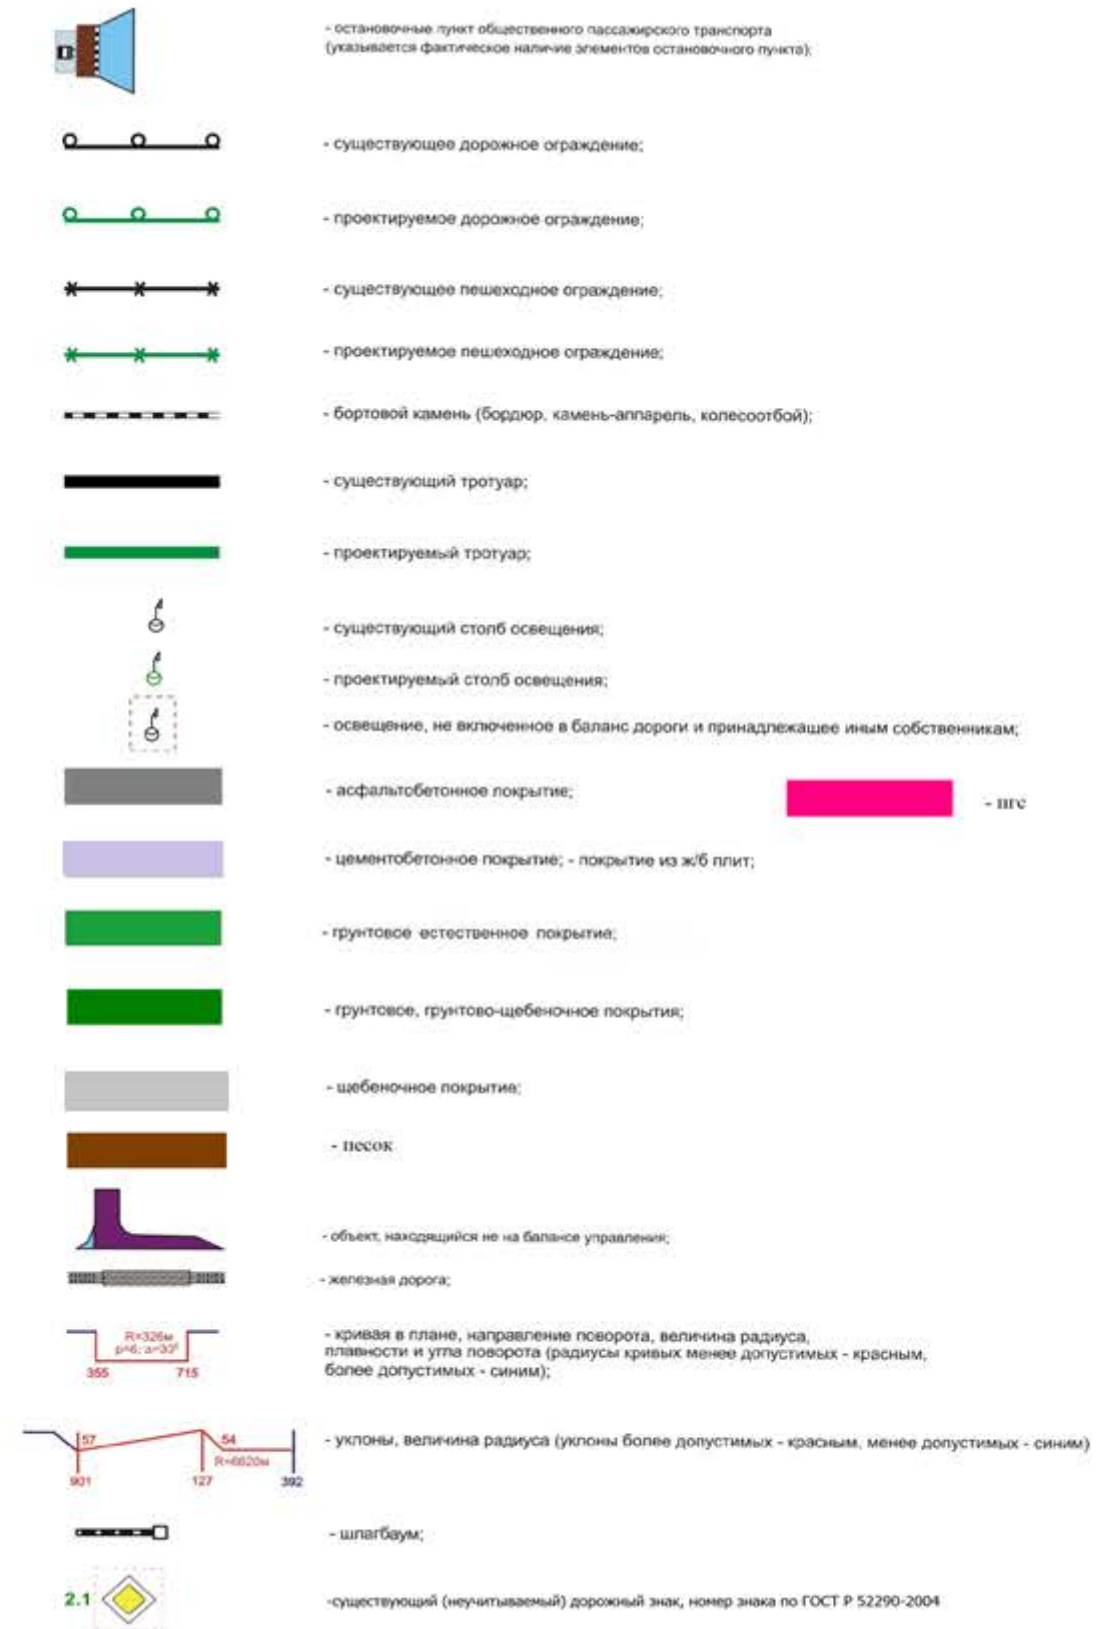 - остановочные пункт общественного пассажирского транспорта
(указывается фактическое наличие элементов остановочного пункта);
- существующее дорожное ограждение;
- проектируемое дорожное ограждение;
- существующее пешеходное ограждение;
- проектируемое пешеходное ограждение;
- бортовой камень (бордюр, камень-аппарель, колесоотбой);
- существующий тротуар;
- проектируемый тротуар;
- существующий столб освещения;
- проектируемый столб освещения;
- освещение, не включенное в баланс дороги и принадлежащее иным собственникам;
- асфальтобетонное покрытие;
- пгс
- цементобетонное покрытие; - покрытие из ж/б плит;
- грунтовое естественное покрытие;
- грунтовое, грунтово-щебеночное покрытия;
- щебеночное покрытие;
- песок
- объект, находящийся не на балансе управления;
- железная дорога;
R=326м
p=6; a=33°
355 715
- кривая в плане, направление поворота, величина радиуса,
плавности и угла поворота (радиусы кривых менее допустимых - красным,
более допустимых - синим);
57 54
R=6620м
901 127 392
- уклоны, величина радиуса (уклоны более допустимых - красным, менее допустимых - синим)
- шлагбаум;
2.1
-существующий (неучитываемый) дорожный знак, номер знака по ГОСТ Р 52290-2004